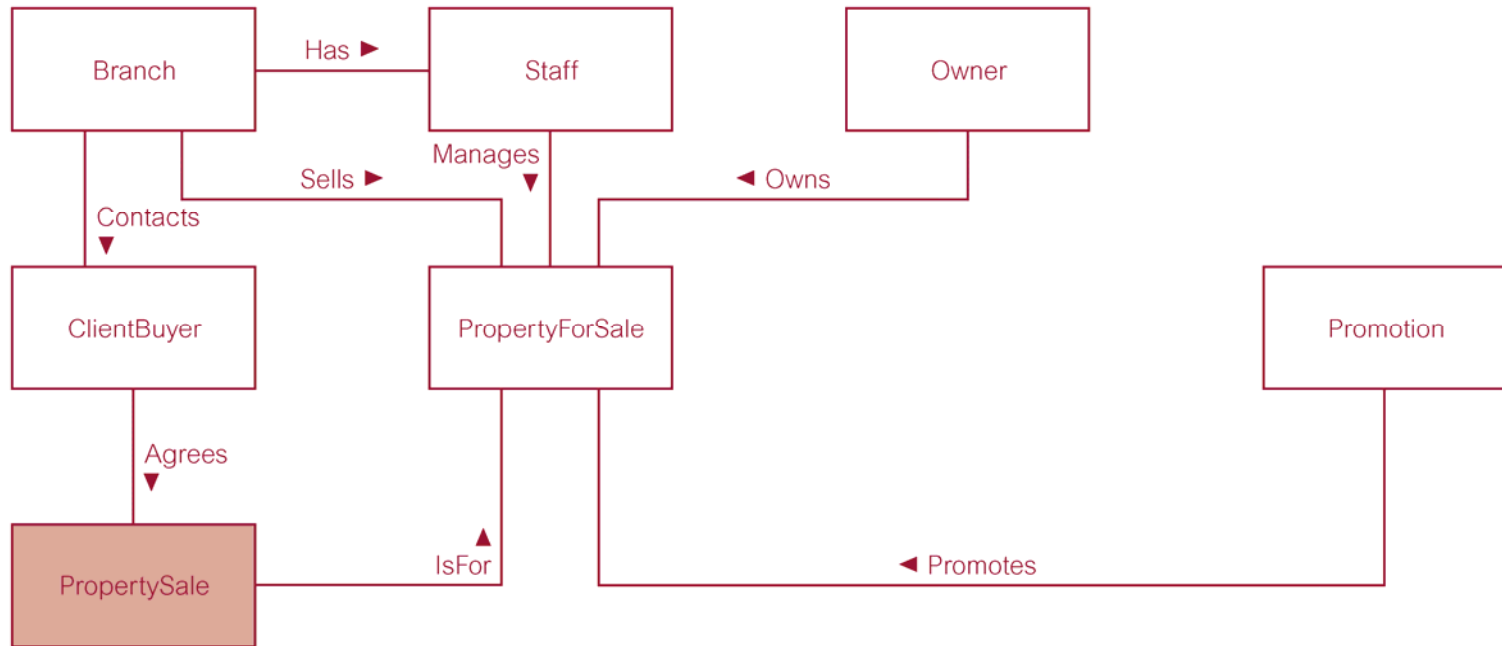 Branch
Has ►
Staff
Owner
Manages
▼
Sells ►
◄ Owns
Contacts
▼
ClientBuyer
PropertyForSale
Promotion
Agrees
▼
▲
IsFor
◄ Promotes
PropertySale